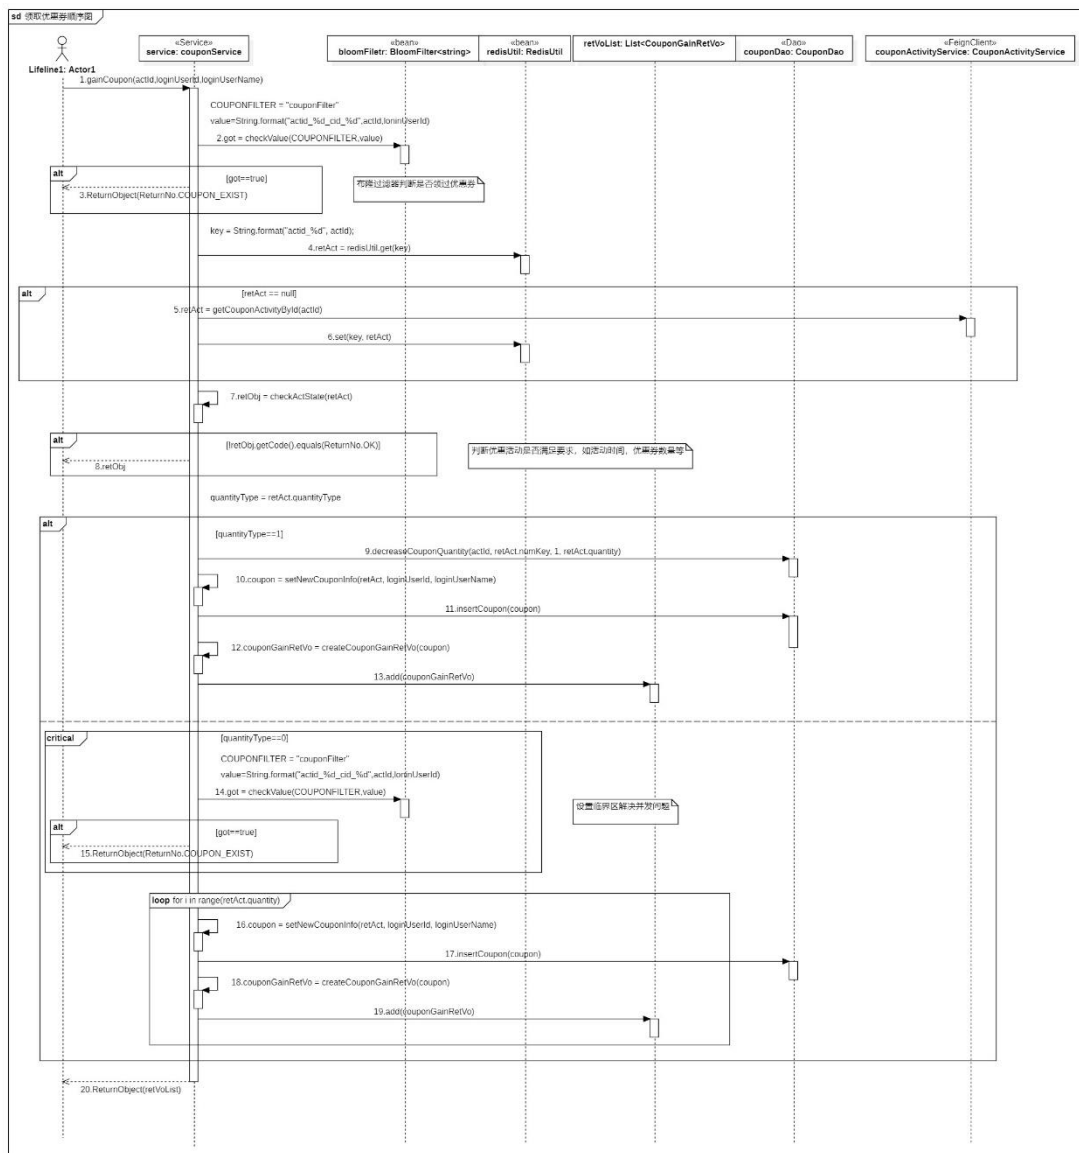 sd 领取优惠券顺序图
«Service»
service: couponService
«bean»
bloomFiletr: BloomFilter<string>
«bean»
redisUtil: RedisUtil
retVoList: List<CouponGainRetVo>
«Dao»
couponDao: CouponDao
«FeignClient»
couponActivityService: CouponActivityService
Lifeline1: Actor1
1.gainCoupon(actId,loginUserId,loginUserName)
COUPONFILTER = "couponFilter"
value=String.format("actid_%d_cid_%d",actId,loninUserId)
2.got = checkValue(COUPONFILTER,value)
alt
[got==true]
布隆过滤器判断是否领过优惠券
3.ReturnObject(ReturnNo.COUPON_EXIST)
key = String.format("actid_%d", actId);
4.retAct = redisUtil.get(key)
alt
[retAct == null]
5.retAct = getCouponActivityById(actId)
6.set(key, retAct)
7.retObj = checkActState(retAct)
alt
[!retObj.getCode().equals(ReturnNo.OK)]
判断优惠活动是否满足要求，如活动时间，优惠券数量等
8.retObj
quantityType = retAct.quantityType
alt
[quantityType==1]
9.decreaseCouponQuantity(actId, retAct.numKey, 1, retAct.quantity)
10.coupon = setNewCouponInfo(retAct, loginUserId, loginUserName)
11.insertCoupon(coupon)
12.couponGainRetVo = createCouponGainRetVo(coupon)
13.add(couponGainRetVo)
critical
[quantityType==0]
COUPONFILTER = "couponFilter"
value=String.format("actid_%d_cid_%d",actId,loninUserId)
14.got = checkValue(COUPONFILTER,value)
设置临界区解决并发问题
alt
[got==true]
15.ReturnObject(ReturnNo.COUPON_EXIST)
loop for i in range(retAct.quantity)
16.coupon = setNewCouponInfo(retAct, loginUserId, loginUserName)
17.insertCoupon(coupon)
18.couponGainRetVo = createCouponGainRetVo(coupon)
19.add(couponGainRetVo)
20.ReturnObject(retVoList)